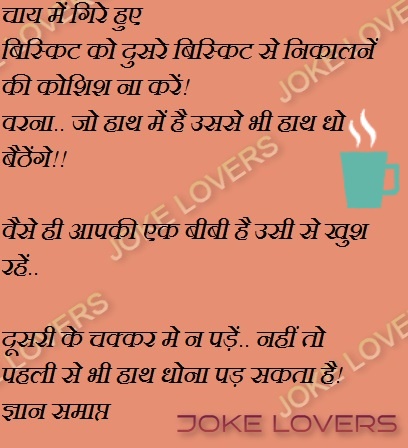 चाय में गिरे हुए
बिस्किट को दुसरे बिस्किट से निकालनें
की कोशिश ना करें!
वरना.. जो हाथ में है उससे भी हाथ धो
बैठेंगे!!
वैसे ही आपकी एक बीबी है उसी से खुश
रहें..
दूसरी के चक्कर मे न पड़ें.. नहीं तो
पहली से भी हाथ धोना पड़ सकता है!
ज्ञान समाप्त
JOKE LOVERS
JOKE LOVERS
JOKE LOVERS
JOKE LOVERS
JOKE LOVERS